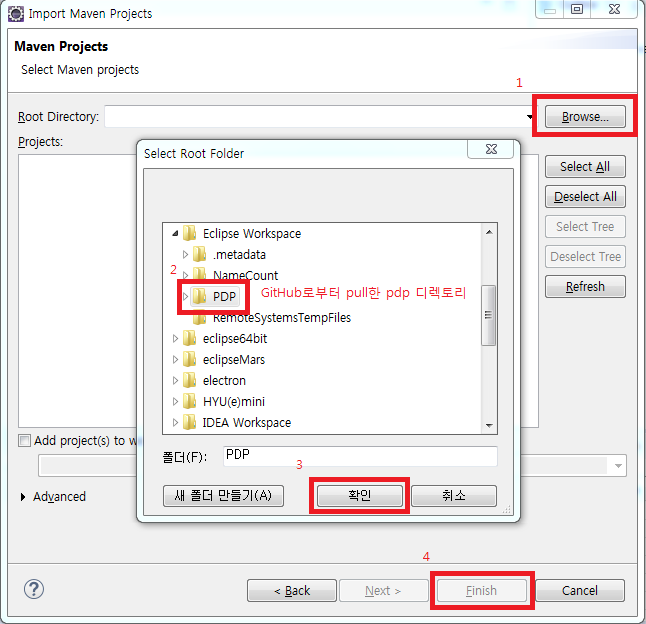 Import Maven Projects
Maven Projects
Select Maven projects
1
Root Directory:
Browse...
Projects:
Select Root Folder
Select All
Deselect All
Select Tree
Deselect Tree
Refresh
Eclipse Workspace
.metadata
2
NameCount
PDP
GitHub로부터 pull한 pdp 디렉토리
RemoteSystemsTempFiles
eclipse64bit
eclipseMars
electron
HYU(e)mini
IDEA Workspace
Add project(s) to w
폴더(F):
PDP
3
새 폴더 만들기(A)
확인
취소
Advanced
4
?
< Back
Next >
Finish
Cancel